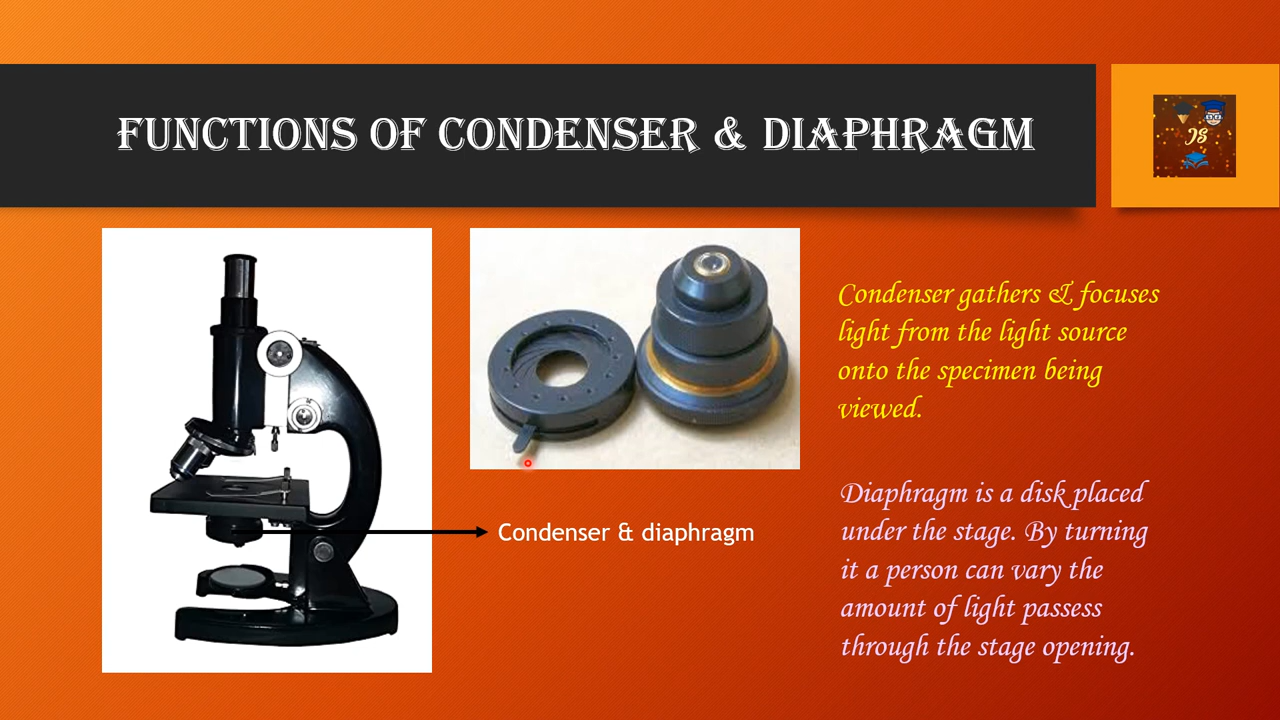 FUNCTIONS OF CONDENSER & DIAPHRAGM
JS
Condenser gathers & focuses
light from the light source
onto the specimen being
viewed.
Condenser & diaphragm
Diaphragm is a disk placed
under the stage. By turning
it a person can vary the
amount of light passess
through the stage opening.